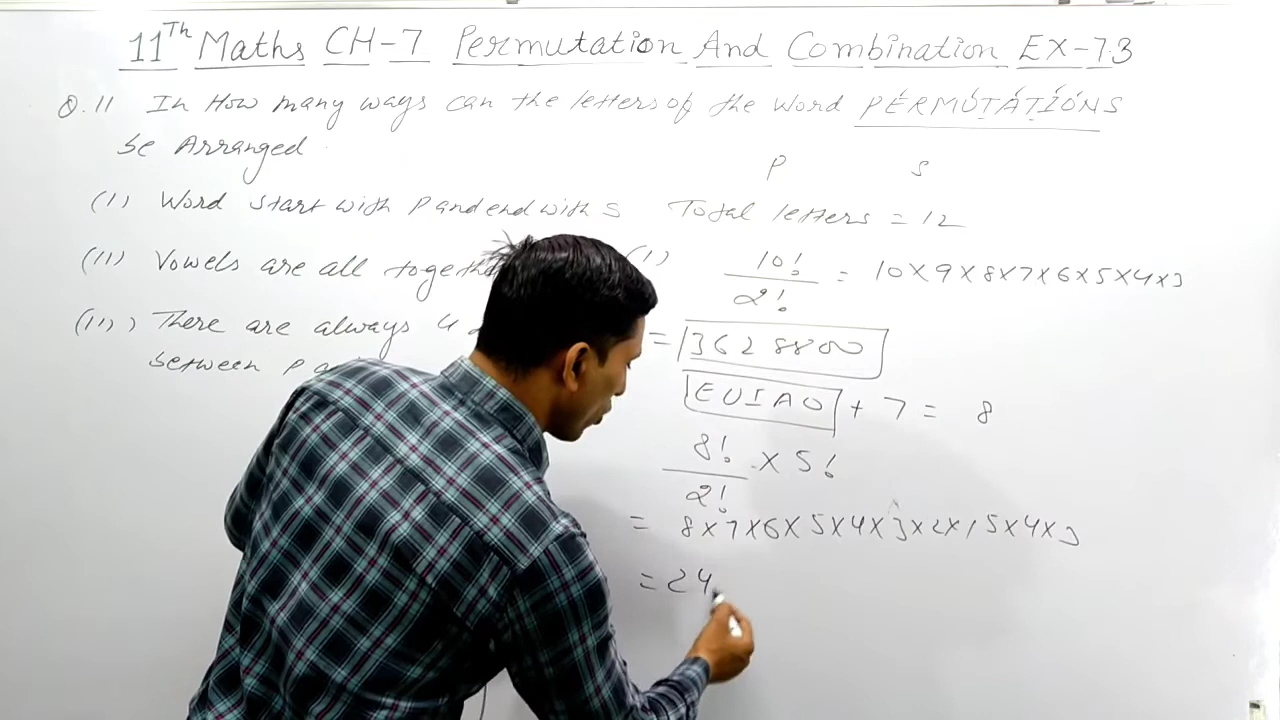 11Th Maths CH-7 Permutation And Combination EX-7.3
Q.11 In How many ways can the letters of the word PERMUTATIONS
be Arranged
P S
(I) Word start with P and end with S Total letters = 12
(II) Vowels are all togethe
(I) 10!/2! = 10×9×8×7×6×5×4×3
(III) There are always 4
between P a
= 3628800
EUIAO + 7 = 8
8!/2! × 5!
= 8×7×6×5×4×3×2×1 5×4×3
= 24